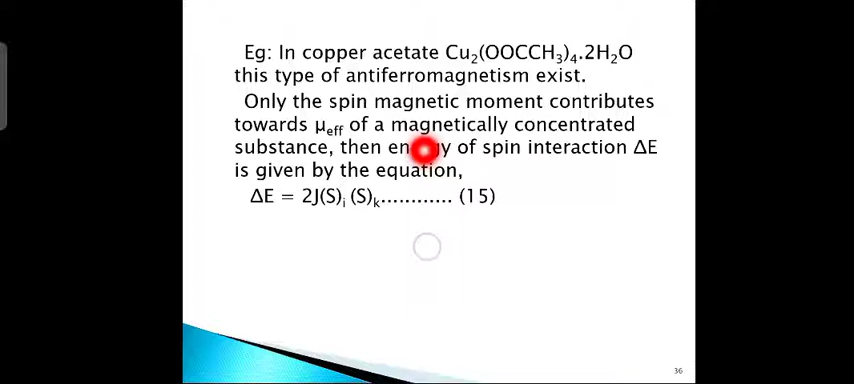 Eg: In copper acetate Cu₂(OOCCH₃)₄.2H₂O
this type of antiferromagnetism exist.
Only the spin magnetic moment contributes
towards μeff of a magnetically concentrated
substance, then energy of spin interaction ΔE
is given by the equation,
ΔE = 2J(S)ᵢ (S)ₖ............ (15)
36